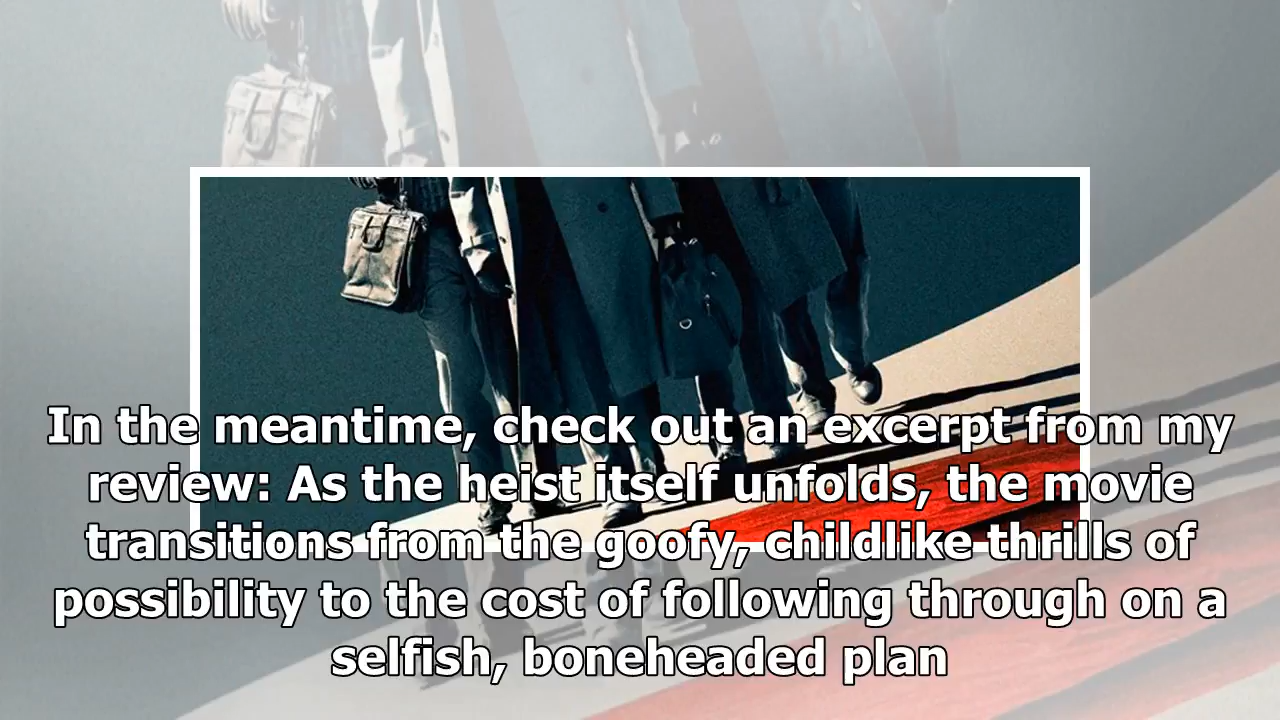 In the meantime, check out an excerpt from my
review: As the heist itself unfolds, the movie
transitions from the goofy, childlike thrills of
possibility to the cost of following through on a
selfish, boneheaded plan